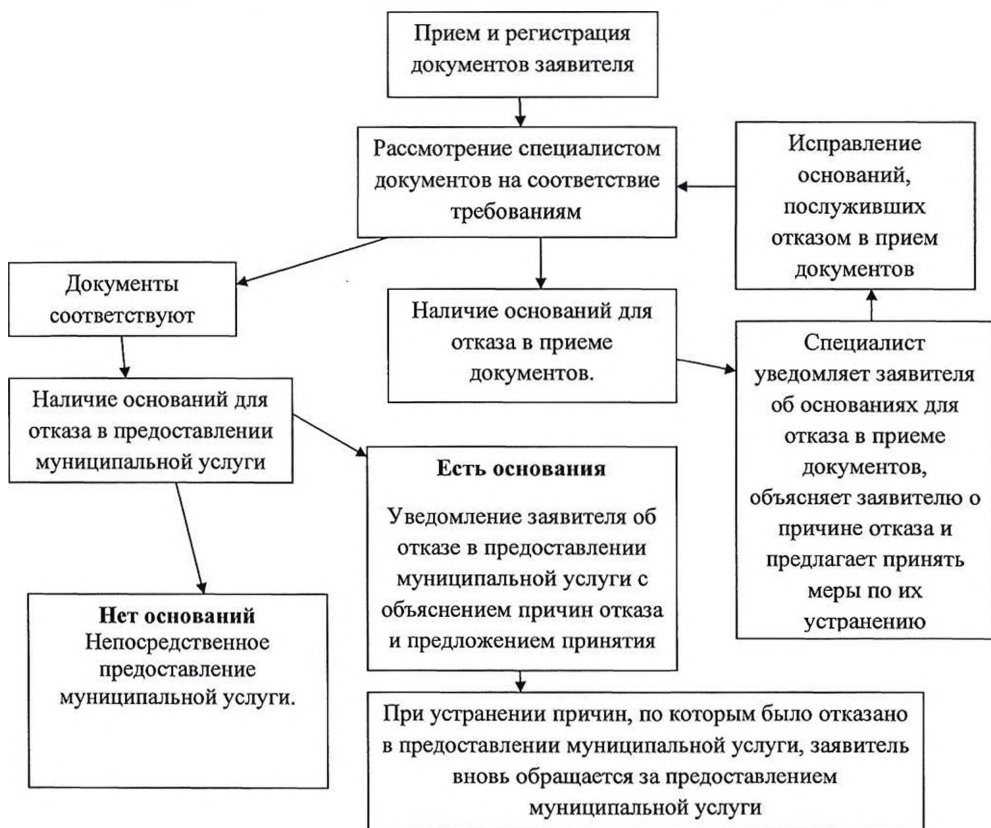 Прием и регистрация
документов заявителя
Рассмотрение специалистом
документов на соответствие
требованиям
Исправление
оснований,
послуживших
отказом в прием
документов
Документы
соответствуют
Наличие оснований для
отказа в приеме
документов.
Специалист
уведомляет заявителя
об основаниях для
отказа в приеме
документов,
объясняет заявителю о
причине отказа и
предлагает принять
меры по их
устранению
Наличие оснований для
отказа в предоставлении
муниципальной услуги
Есть основания
Уведомление заявителя об
отказе в предоставлении
муниципальной услуги с
объяснением причин отказа
и предложением принятия
Нет оснований
Непосредственное
предоставление
муниципальной услуги.
При устранении причин, по которым было отказано
в предоставлении муниципальной услуги, заявитель
вновь обращается за предоставлением
муниципальной услуги